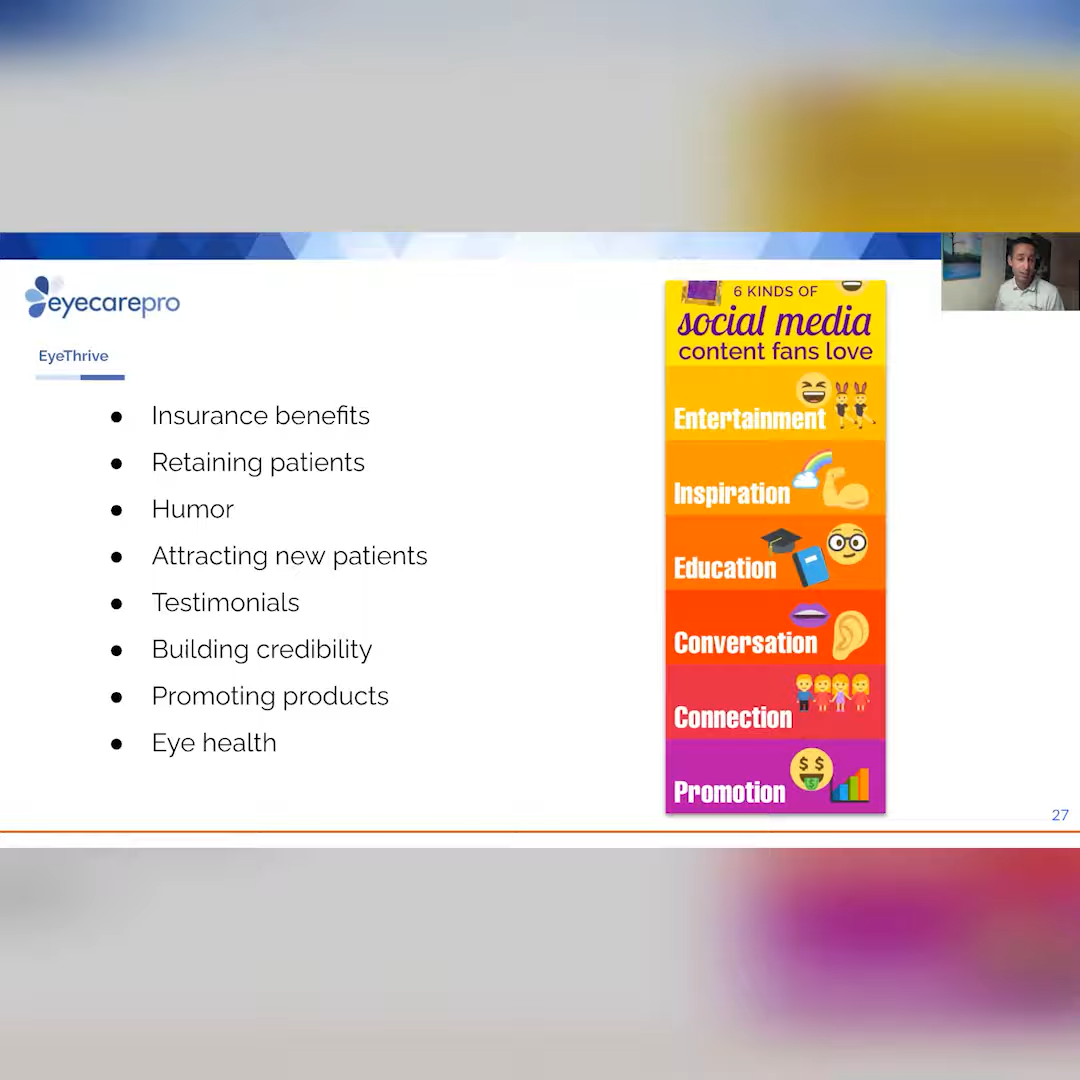 eyecarepro
EyeThrive
● Insurance benefits
● Retaining patients
● Humor
● Attracting new patients
● Testimonials
● Building credibility
● Promoting products
● Eye health
6 KINDS OF
social media
content fans love
Entertainment
Inspiration
Education
Conversation
Connection
Promotion
27